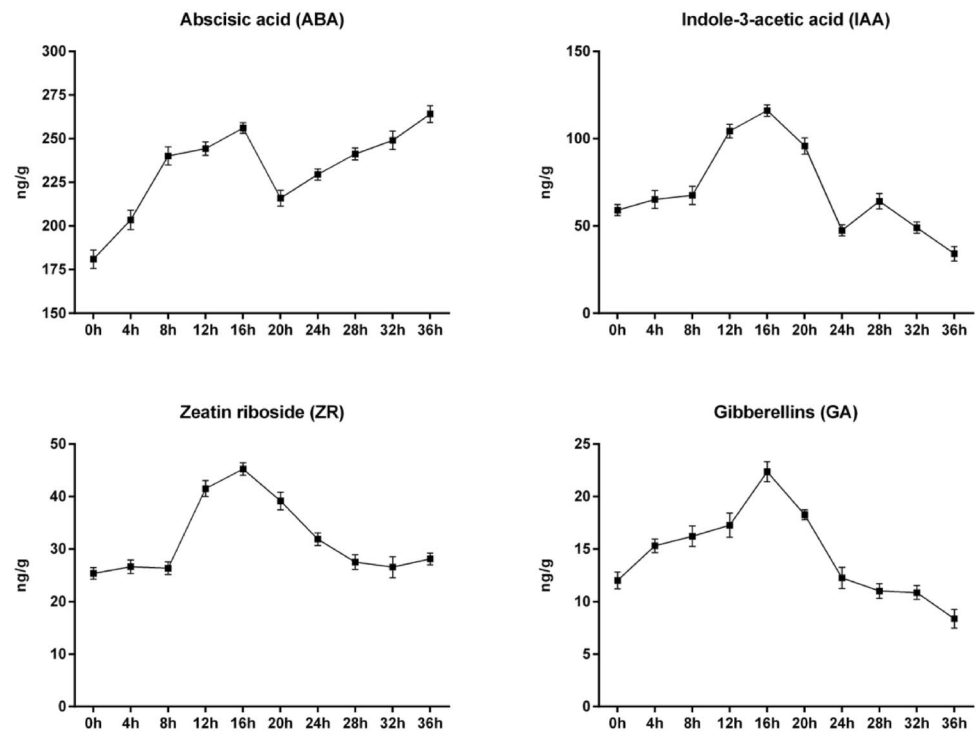 Abscisic acid (ABA)
300
275
250
225
200
175
150
ng/g
0h 4h 8h 12h 16h 20h 24h 28h 32h 36h
Indole-3-acetic acid (IAA)
150
100
50
0
ng/g
0h 4h 8h 12h 16h 20h 24h 28h 32h 36h
Zeatin riboside (ZR)
50
40
30
20
10
0
ng/g
0h 4h 8h 12h 16h 20h 24h 28h 32h 36h
Gibberellins (GA)
25
20
15
10
5
0
ng/g
0h 4h 8h 12h 16h 20h 24h 28h 32h 36h